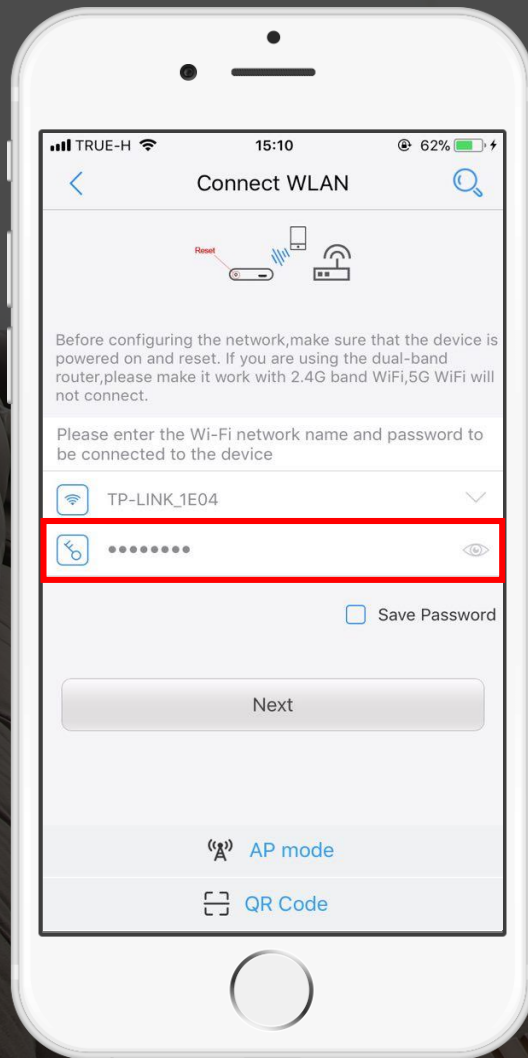 TRUE-H 15:10 62%
Connect WLAN
Reset
Before configuring the network,make sure that the device is
powered on and reset. If you are using the dual-band
router,please make it work with 2.4G band WiFi,5G WiFi will
not connect.
Please enter the Wi-Fi network name and password to
be connected to the device
TP-LINK_1E04
••••••••
Save Password
Next
AP mode
QR Code